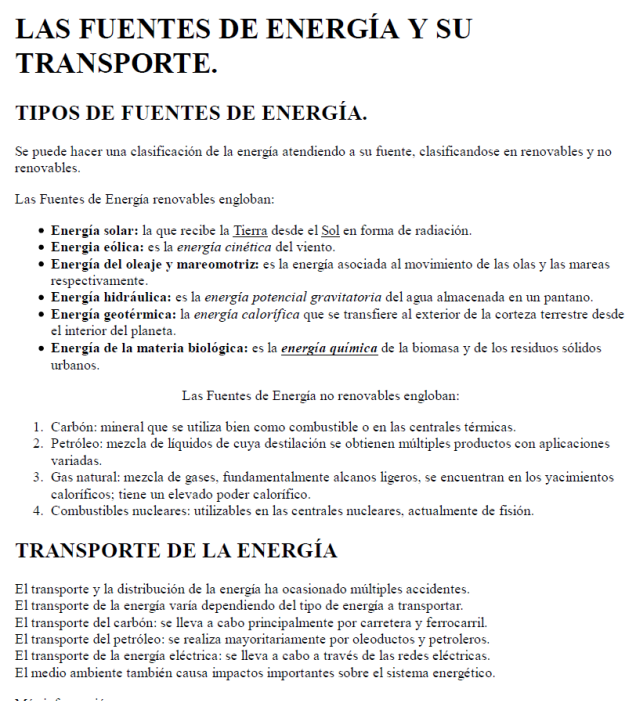 LAS FUENTES DE ENERGÍA Y SU
TRANSPORTE.
TIPOS DE FUENTES DE ENERGÍA.
Se puede hacer una clasificación de la energía atendiendo a su fuente, clasificandose en renovables y no
renovables.
Las Fuentes de Energía renovables engloban:
• Energía solar: la que recibe la Tierra desde el Sol en forma de radiación.
• Energia eólica: es la energía cinética del viento.
• Energía del oleaje y mareomotriz: es la energía asociada al movimiento de las olas y las mareas
respectivamente.
• Energía hidráulica: es la energía potencial gravitatoria del agua almacenada en un pantano.
• Energía geotérmica: la energía calorífica que se transfiere al exterior de la corteza terrestre desde
el interior del planeta.
• Energía de la materia biológica: es la energía química de la biomasa y de los residuos sólidos
urbanos.
Las Fuentes de Energía no renovables engloban:
1. Carbón: mineral que se utiliza bien como combustible o en las centrales térmicas.
2. Petróleo: mezcla de líquidos de cuya destilación se obtienen múltiples productos con aplicaciones
variadas.
3. Gas natural: mezcla de gases, fundamentalmente alcanos ligeros, se encuentran en los yacimientos
caloríficos; tiene un elevado poder calorífico.
4. Combustibles nucleares: utilizables en las centrales nucleares, actualmente de fisión.
TRANSPORTE DE LA ENERGÍA
El transporte y la distribución de la energía ha ocasionado múltiples accidentes.
El transporte de la energía varía dependiendo del tipo de energía a transportar.
El transporte del carbón: se lleva a cabo principalmente por carretera y ferrocarril.
El transporte del petróleo: se realiza mayoritariamente por oleoductos y petroleros.
El transporte de la energía eléctrica: se lleva a cabo a través de las redes eléctricas.
El medio ambiente también causa impactos importantes sobre el sistema energético.